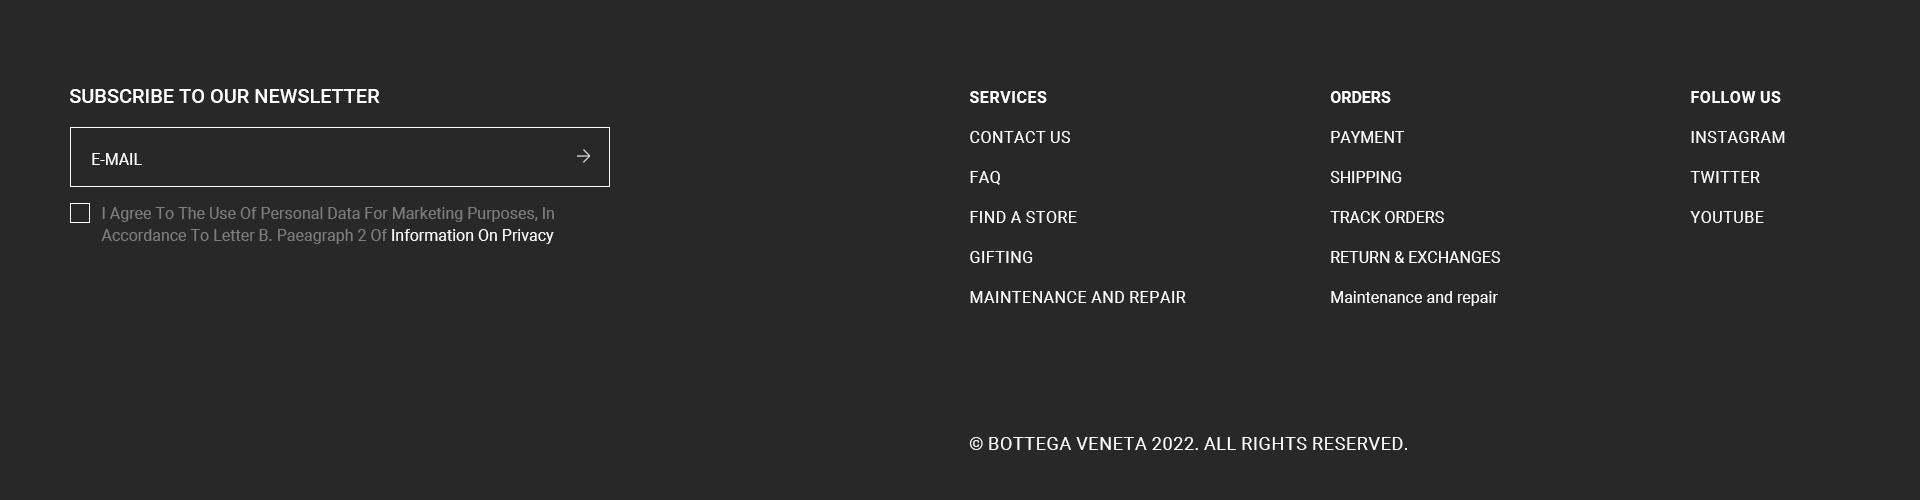 SUBSCRIBE TO OUR NEWSLETTER
E-MAIL
I Agree To The Use Of Personal Data For Marketing Purposes, In
Accordance To Letter B. Paeagraph 2 Of Information On Privacy
SERVICES
CONTACT US
FAQ
FIND A STORE
GIFTING
MAINTENANCE AND REPAIR
ORDERS
PAYMENT
SHIPPING
TRACK ORDERS
RETURN & EXCHANGES
Maintenance and repair
FOLLOW US
INSTAGRAM
TWITTER
YOUTUBE
© BOTTEGA VENETA 2022. ALL RIGHTS RESERVED.